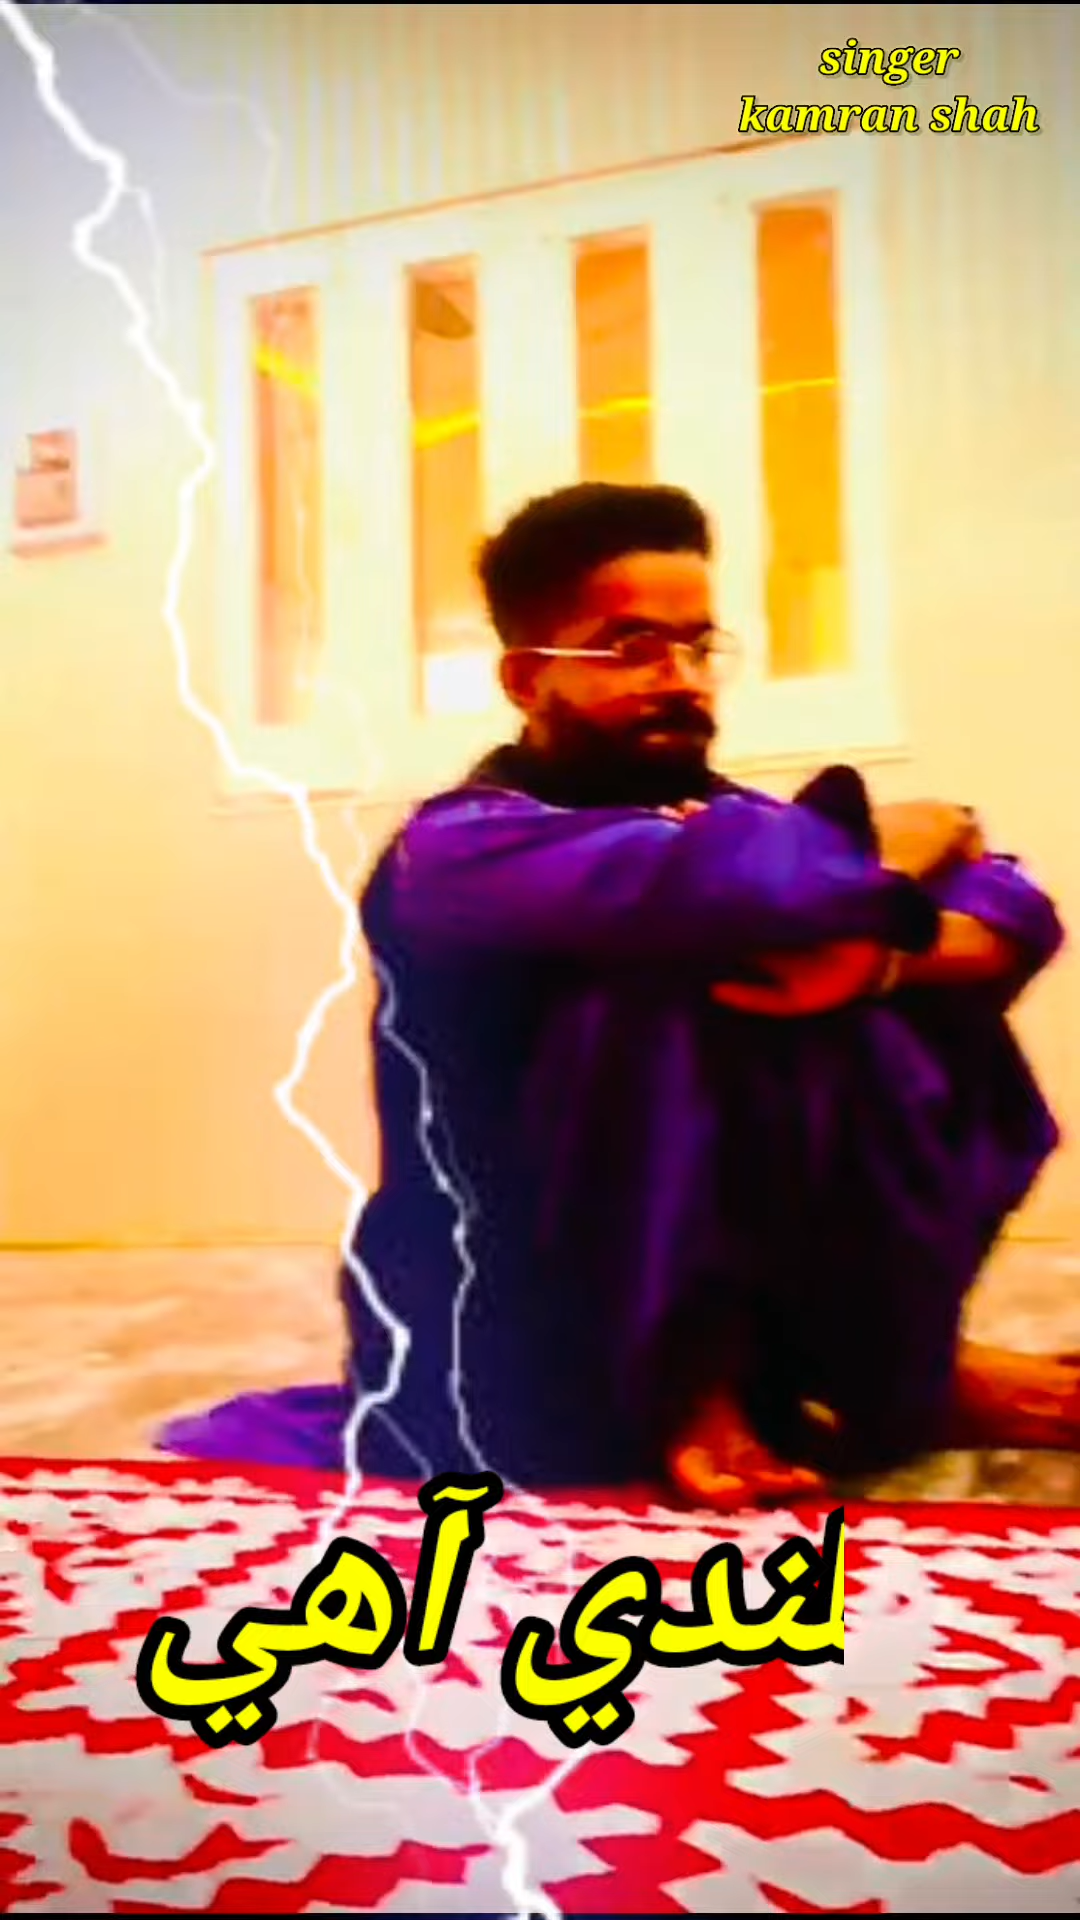 singer
kamran shah
آهي